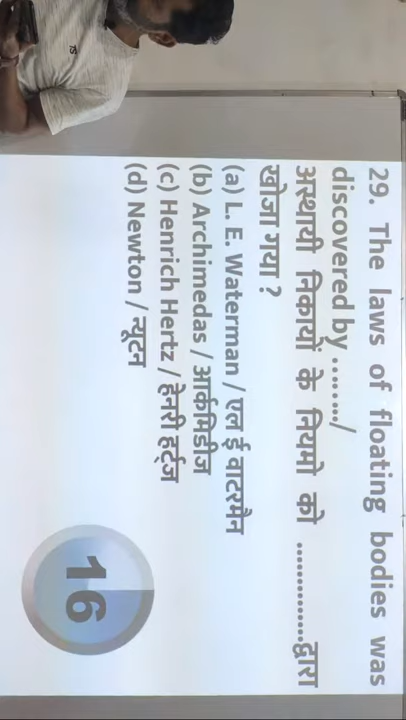 29. The laws of floating bodies was
discovered by ......../
अस्थायी निकायों के नियमो को ..............द्वारा
खोजा गया ?
(a) L. E. Waterman / एल ई वाटरमैन
(b) Archimedas / आर्कमिडीज
(c) Henrich Hertz / हेनरी हर्ट्ज़
(d) Newton / न्यूटन
16